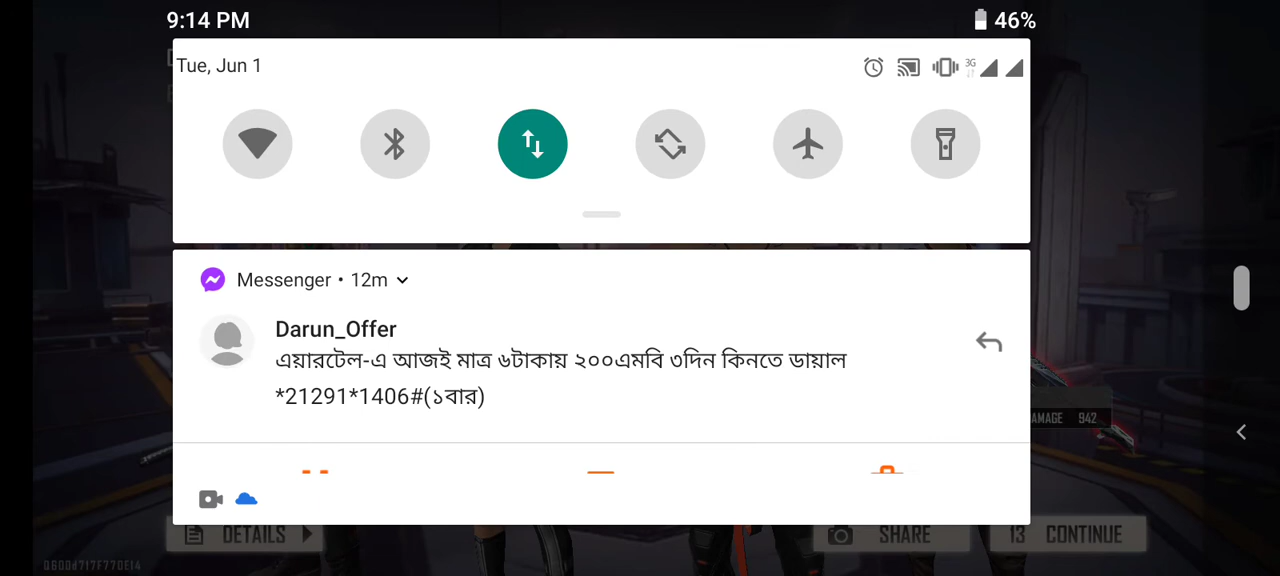 9:14 PM
46%
Tue, Jun 1
3G
Messenger • 12m
Darun_Offer
এয়ারটেল-এ আজই মাত্র ৬টাকায় ২০০এমবি ৩দিন কিনতে ডায়াল
*21291*1406#(১বার)
AMAGE 942
DETAILS
SHARE
13 CONTINUE